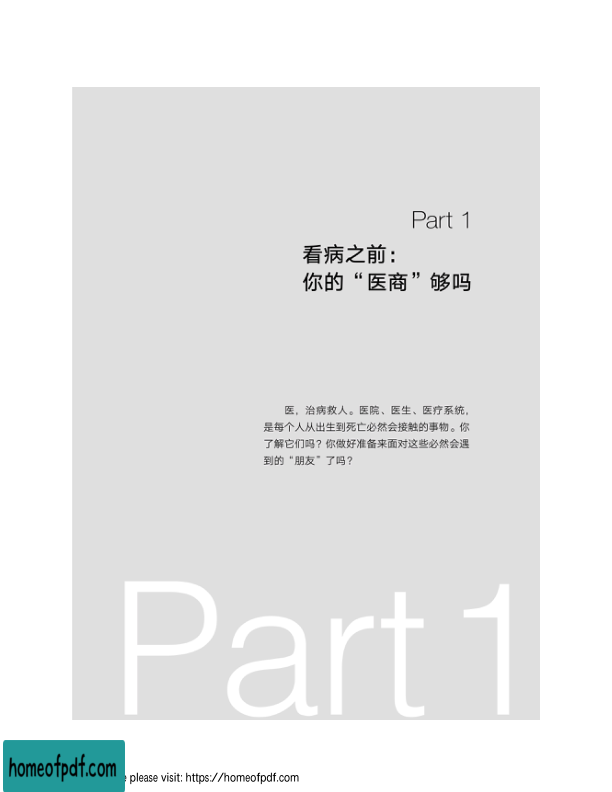 Part 1
看病之前：
你的“医商”够吗
医，治病救人。医院、医生、医疗系统，
是每个人从出生到死亡必然会接触的事物。你
了解它们吗？你做好准备来面对这些必然会遇
到的“朋友”了吗？
Part 1
homeofpdf.com
please visit: https://homeofpdf.com